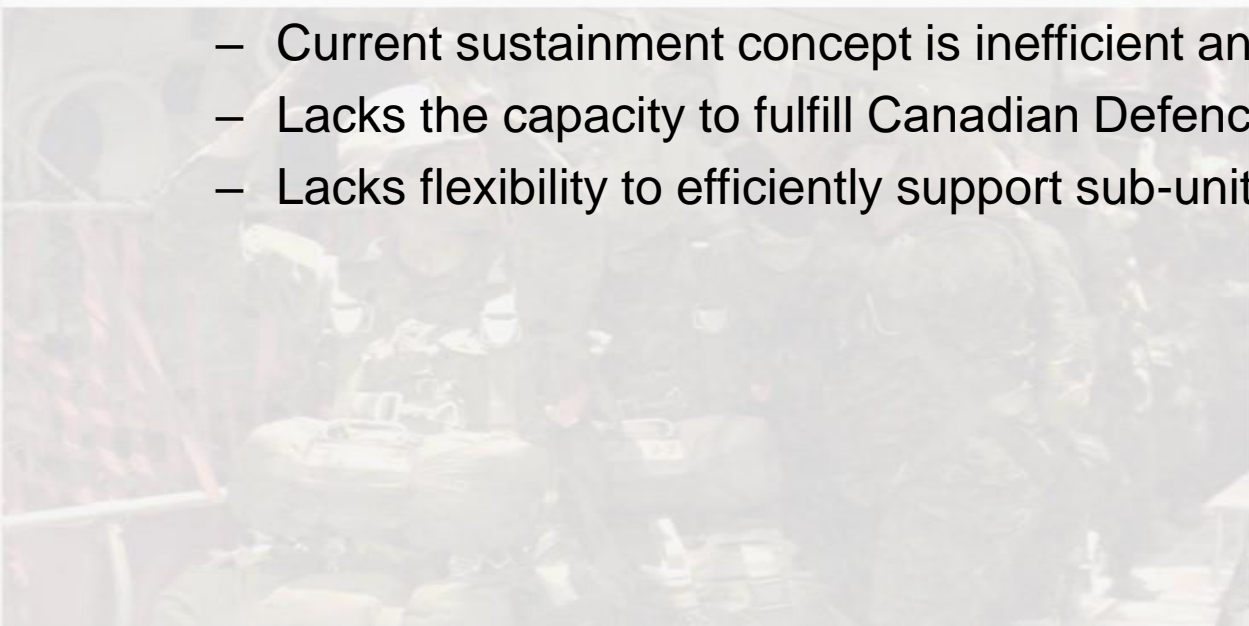 – Current sustainment concept is inefficient an
– Lacks the capacity to fulfill Canadian Defenc
– Lacks flexibility to efficiently support sub-unit